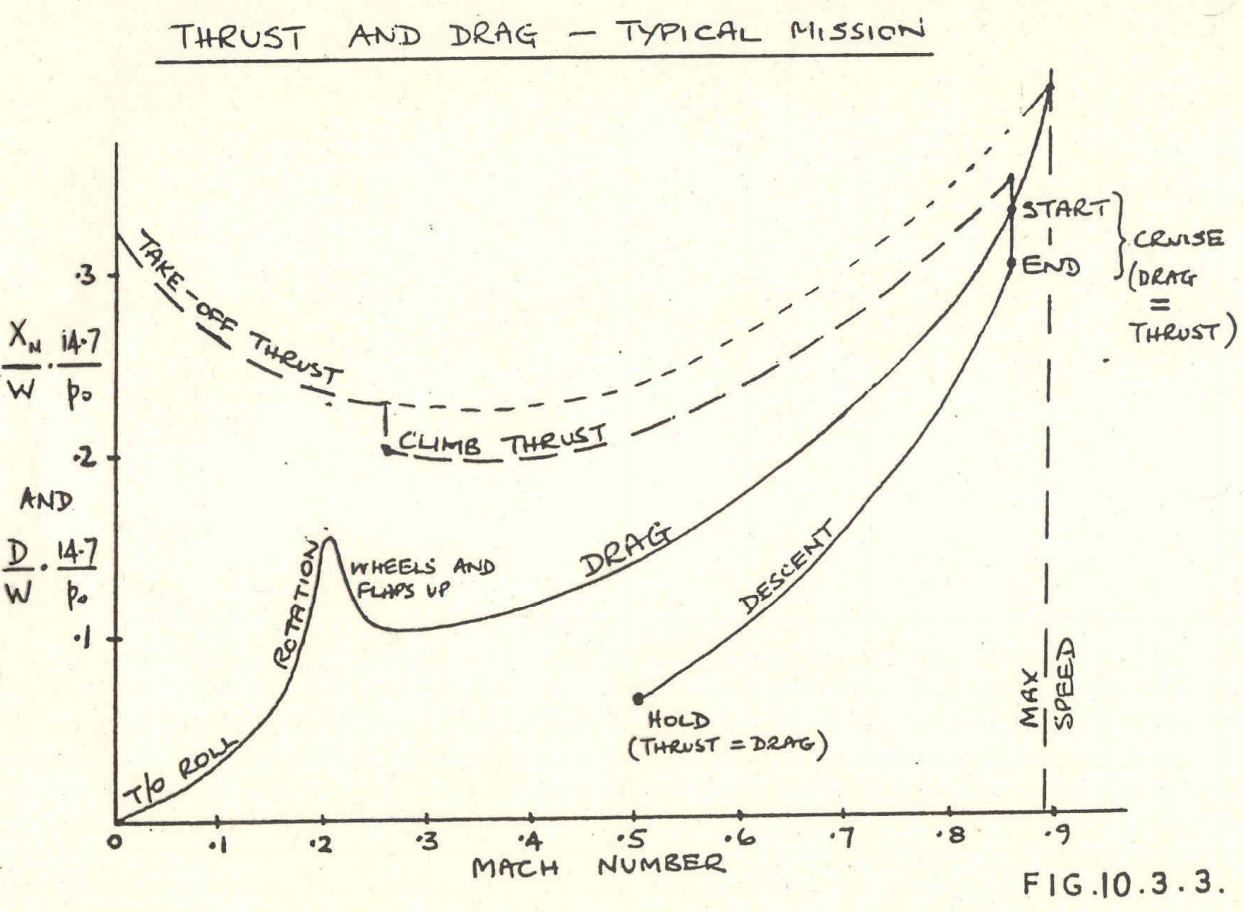 THRUST AND DRAG – TYPICAL MISSION
TAKE-OFF THRUST
START
END
CRUISE
(DRAG
=
THRUST)
·3
X_N/W · 14·7/p₀
·2
AND
D/W · 14·7/p₀
·1
CLIMB THRUST
ROTATION
WHEELS AND
FLAPS UP
DRAG
DESCENT
T/O ROLL
HOLD
(THRUST = DRAG)
MAX
SPEED
0 ·1 ·2 ·3 ·4 ·5 ·6 ·7 ·8 ·9
MACH NUMBER
FIG.10.3.3.